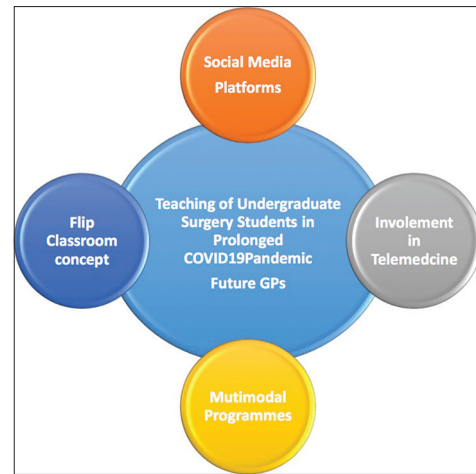 Social Media
Platforms
Flip
Classroom
concept
Teaching of Undergraduate
Surgery Students in
Prolonged
COVID19Pandemic
Future GPs
Involement
in
Telemedcine
Mutimodal
Programmes